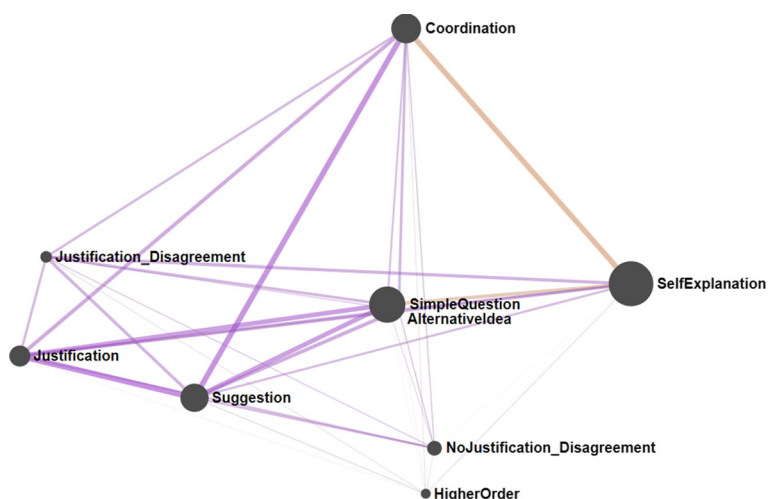 Coordination
Justification_Disagreement
SelfExplanation
SimpleQuestion
AlternativeIdea
Justification
Suggestion
NoJustification_Disagreement
HigherOrder